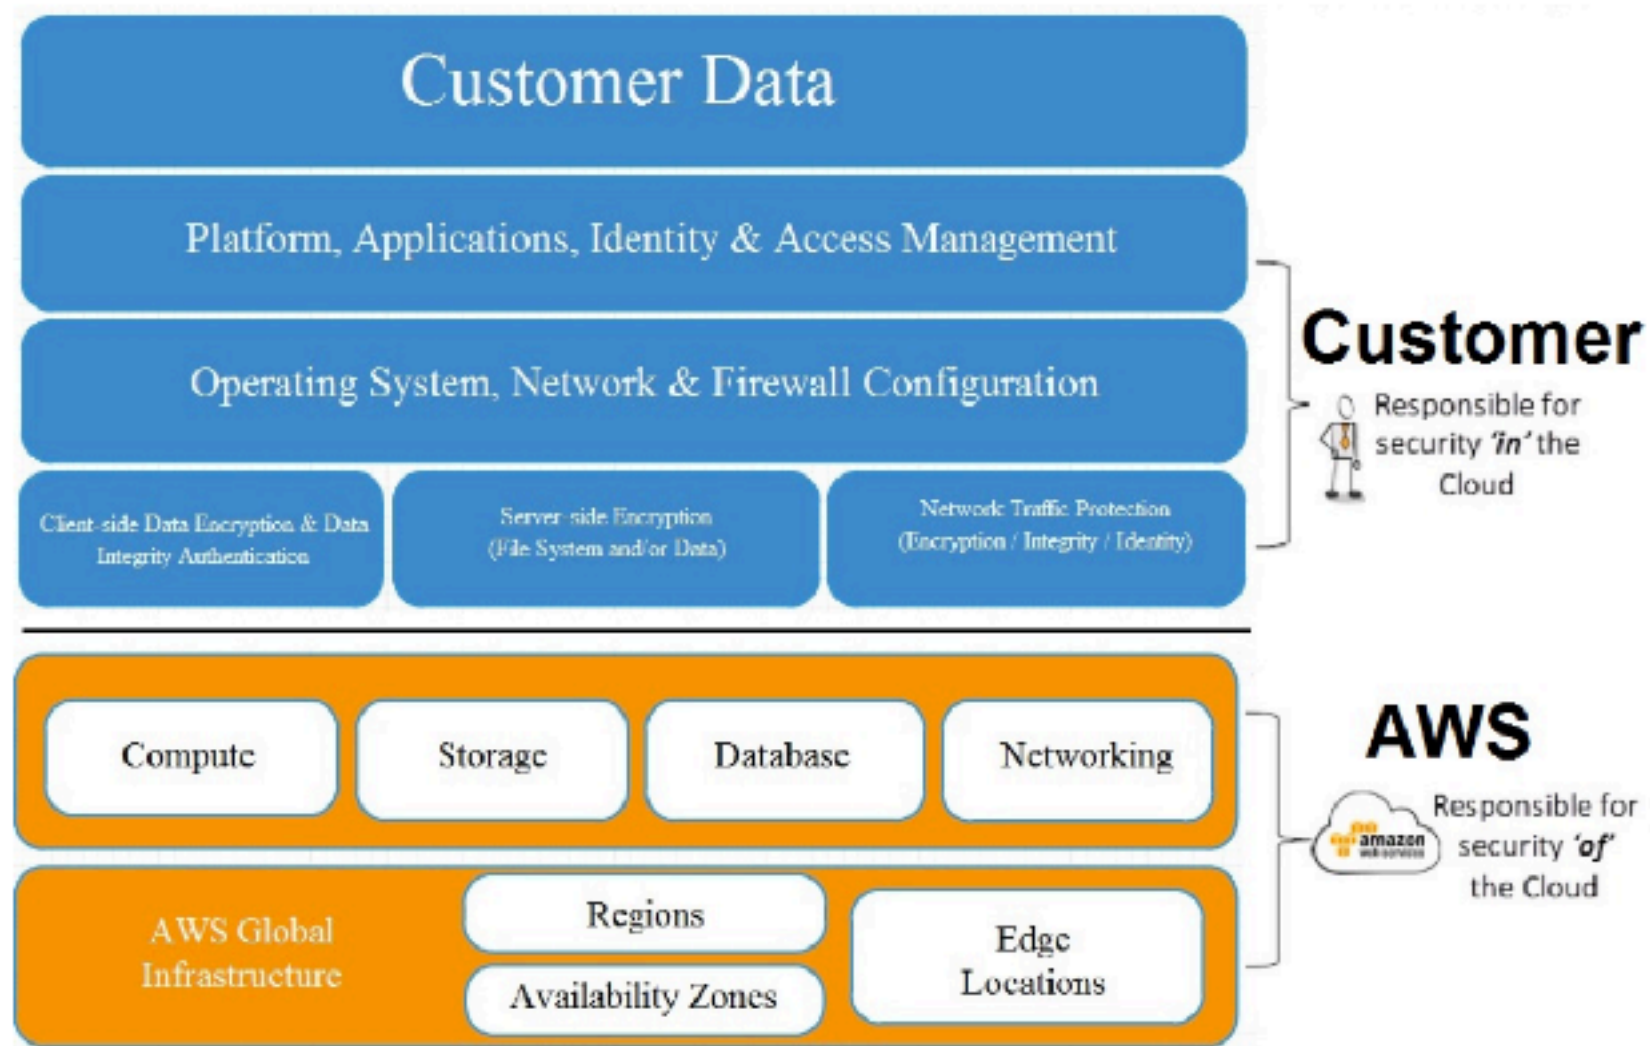 Customer Data
Platform, Applications, Identity & Access Management
Operating System, Network & Firewall Configuration
Client-side Data Encryption & Data
Integrity Authentication
Server-side Encryption
(File System and/or Data)
Network Traffic Protection
(Encryption / Integrity / Identity)
Customer
Responsible for
security 'in' the
Cloud
Compute
Storage
Database
Networking
AWS
Responsible for
security 'of'
the Cloud
amazon
web services
AWS Global
Infrastructure
Regions
Availability Zones
Edge
Locations